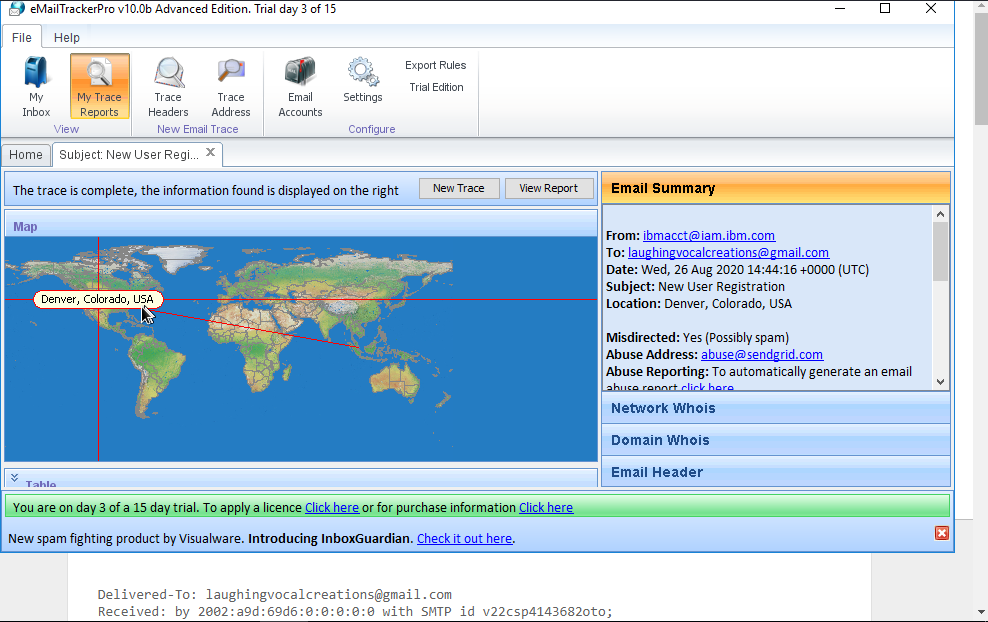 eMailTrackerPro v10.0b Advanced Edition. Trial day 3 of 15
File Help
My Inbox
My Trace Reports
Trace Headers
Trace Address
Email Accounts
Settings
Export Rules
Trial Edition
View
New Email Trace
Configure
Home
Subject: New User Regi...
The trace is complete, the information found is displayed on the right
New Trace
View Report
Map
Denver, Colorado, USA
Table
Email Summary
From: ibmacct@iam.ibm.com
To: laughingvocalcreations@gmail.com
Date: Wed, 26 Aug 2020 14:44:16 +0000 (UTC)
Subject: New User Registration
Location: Denver, Colorado, USA
Misdirected: Yes (Possibly spam)
Abuse Address: abuse@sendgrid.com
Abuse Reporting: To automatically generate an email
abuse report click here
Network Whois
Domain Whois
Email Header
You are on day 3 of a 15 day trial. To apply a licence Click here or for purchase information Click here
New spam fighting product by Visualware. Introducing InboxGuardian. Check it out here.
Delivered-To: laughingvocalcreations@gmail.com
Received: by 2002:a9d:69d6:0:0:0:0:0 with SMTP id v22csp4143682oto;